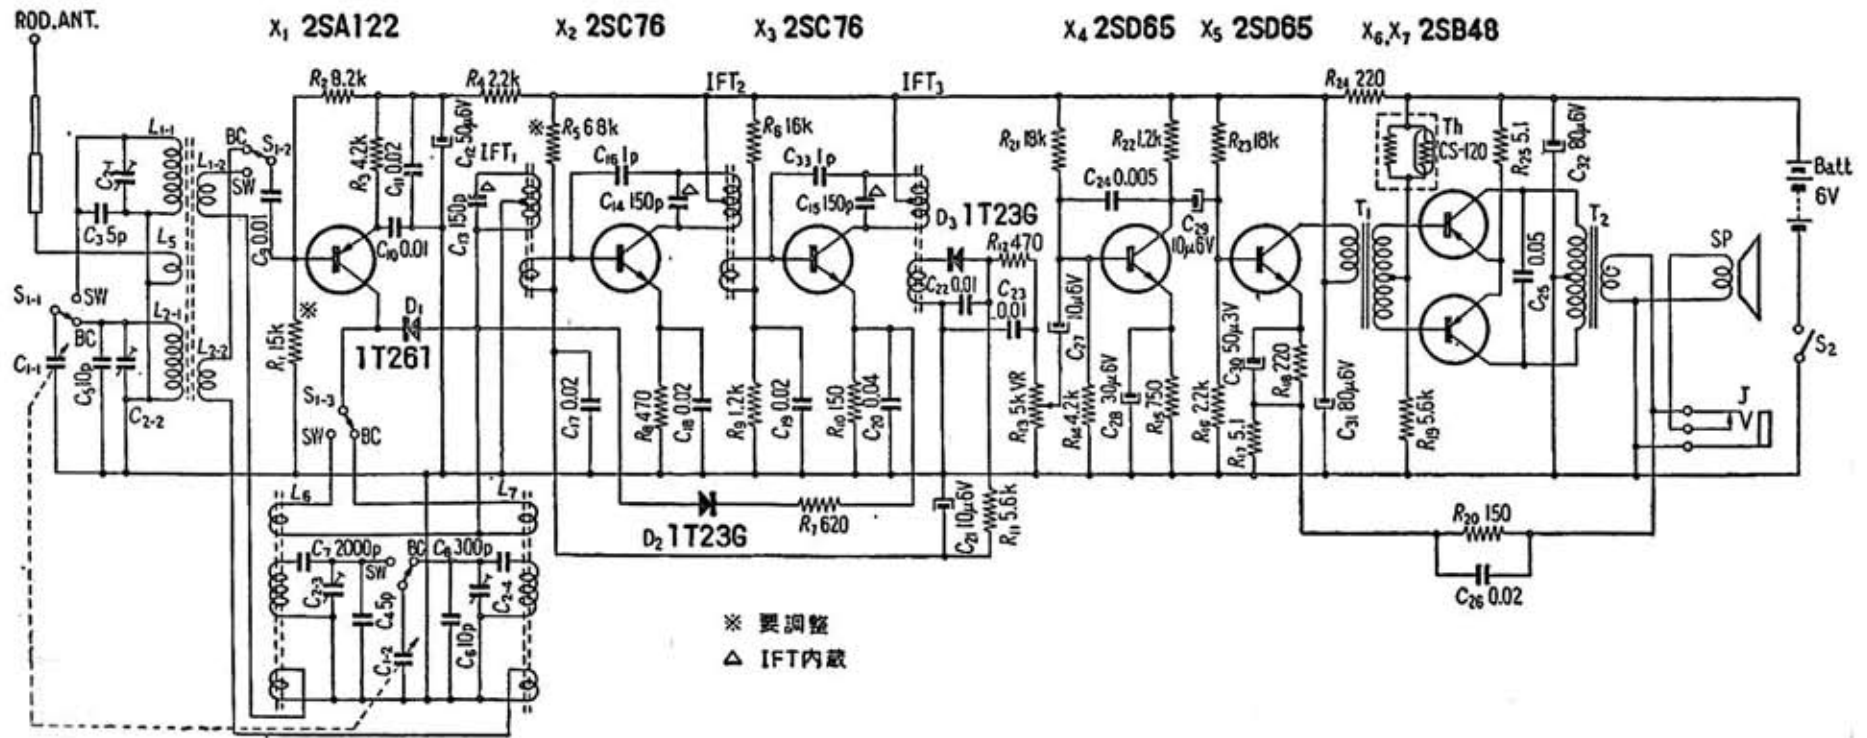 ROD.ANT.
X₁ 2SA122
X₂ 2SC76
X₃ 2SC76
X₄ 2SD65
X₅ 2SD65
X₆,X₇ 2SB48
R₂ 8.2k
R₄ 2.2k
IFT₂
IFT₃
R₂₄ 220
L₁₋₁
BC
S₁₋₂
L₁₋₂
SW
C₃ 5p
L₅
C₉ 0.01
R₃ 4.2k
C₁₁ 0.02
C₁₂ 50μ6V
IFT₁
※
R₅ 68k
C₁₆ 1p
R₆ 16k
C₃₃ 1p
R₂₁ 18k
R₂₂ 1.2k
R₂₃ 18k
Th
CS-120
R₂₅ 5.1
C₃₂ 80μ6V
Batt
6V
C₁₀ 0.01
C₁₃ 150p
△
C₁₄ 150p
△
C₁₅ 150p
△
D₃ 1T23G
R₁₂ 470
C₂₄ 0.005
C₂₉
10μ6V
T₁
T₂
C₂₅
0.05
SP
S₁₋₁
SW
BC
L₂₋₁
L₂₋₂
C₁₋₁
C₅ 10p
C₂₋₂
※
R₁ 15k
D₁
1T261
C₂₂ 0.01
C₂₃
0.01
C₂₇
10μ6V
C₃₀ 50μ3V
R₁₈ 220
S₂
S₁₋₃
SW
BC
C₁₇ 0.02
R₈ 470
C₁₈ 0.02
R₉ 1.2k
C₁₉ 0.02
R₁₀ 150
C₂₀ 0.04
R₁₃ 5k VR
R₁₄ 4.2k
C₂₈ 30μ6V
R₁₅ 750
R₁₆ 2.2k
R₁₇ 5.1
C₃₁ 80μ6V
R₁₉ 5.6k
J
L₆
L₇
D₂ 1T23G
R₇ 620
C₂₁ 10μ6V
R₁₁ 5.6k
R₂₀ 150
C₂₆ 0.02
C₇ 2000p
SW
BC
C₈ 300p
C₂₋₃
C₄ 5p
C₁₋₂
C₆ 10p
C₂₋₄
※ 要調整
△ IFT内蔵